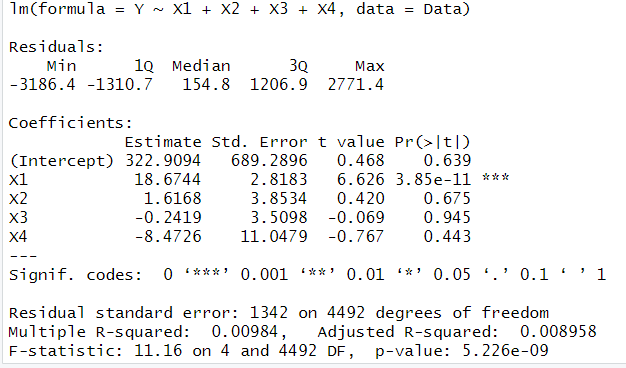 lm(formula = Y ~ X1 + X2 + X3 + X4, data = Data)
Residuals:
Min 1Q Median 3Q Max
-3186.4 -1310.7 154.8 1206.9 2771.4
Coefficients:
Estimate Std. Error t value Pr(>|t|)
(Intercept) 322.9094 689.2896 0.468 0.639
X1 18.6744 2.8183 6.626 3.85e-11 ***
X2 1.6168 3.8534 0.420 0.675
X3 -0.2419 3.5098 -0.069 0.945
X4 -8.4726 11.0479 -0.767 0.443
---
Signif. codes: 0 ‘***’ 0.001 ‘**’ 0.01 ‘*’ 0.05 ‘.’ 0.1 ‘ ’ 1
Residual standard error: 1342 on 4492 degrees of freedom
Multiple R-squared: 0.00984, Adjusted R-squared: 0.008958
F-statistic: 11.16 on 4 and 4492 DF, p-value: 5.226e-09